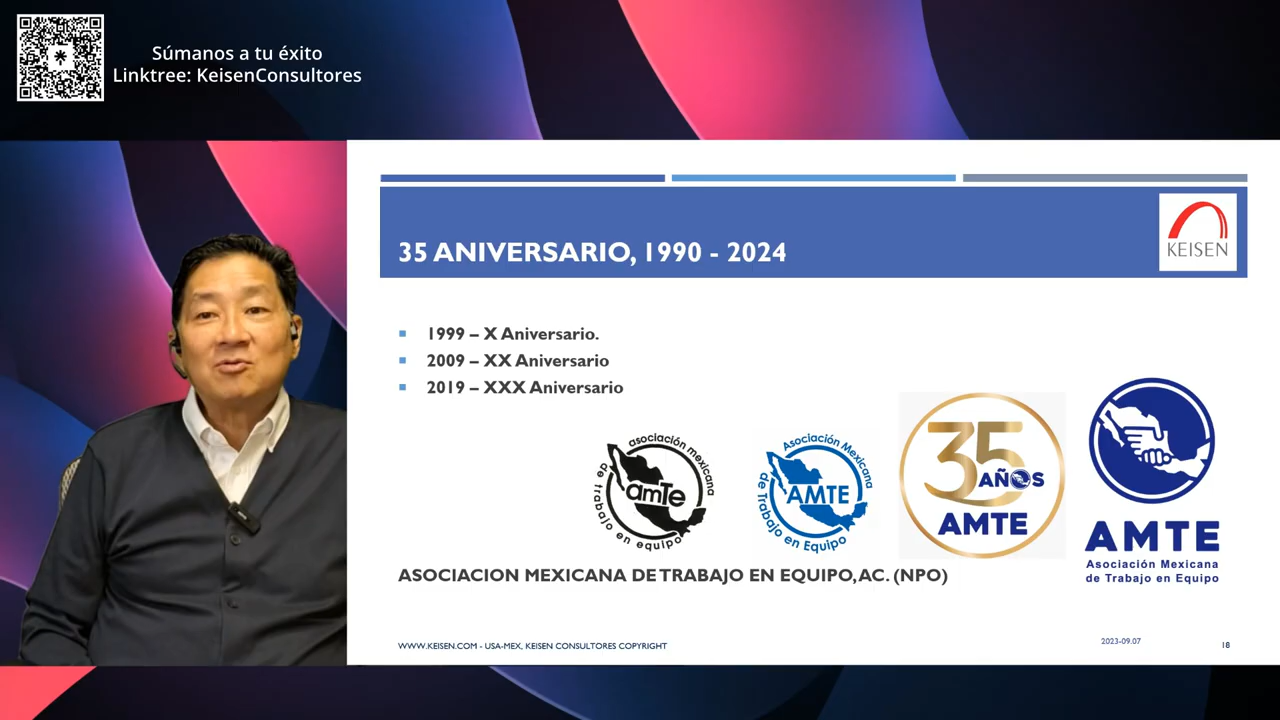 Súmanos a tu éxito
Linktree: KeisenConsultores
35 ANIVERSARIO, 1990 - 2024
KEISEN
1999 – X Aniversario.
2009 – XX Aniversario
2019 – XXX Aniversario
asociación mexicana
amTe
de trabajo en equipo
Asociación Mexicana
AMTE
de Trabajo en Equipo
35
AÑOS
AMTE
AMTE
Asociación Mexicana
de Trabajo en Equipo
ASOCIACION MEXICANA DE TRABAJO EN EQUIPO, AC. (NPO)
WWW.KEISEN.COM - USA-MEX, KEISEN CONSULTORES COPYRIGHT
2023-09.07
18